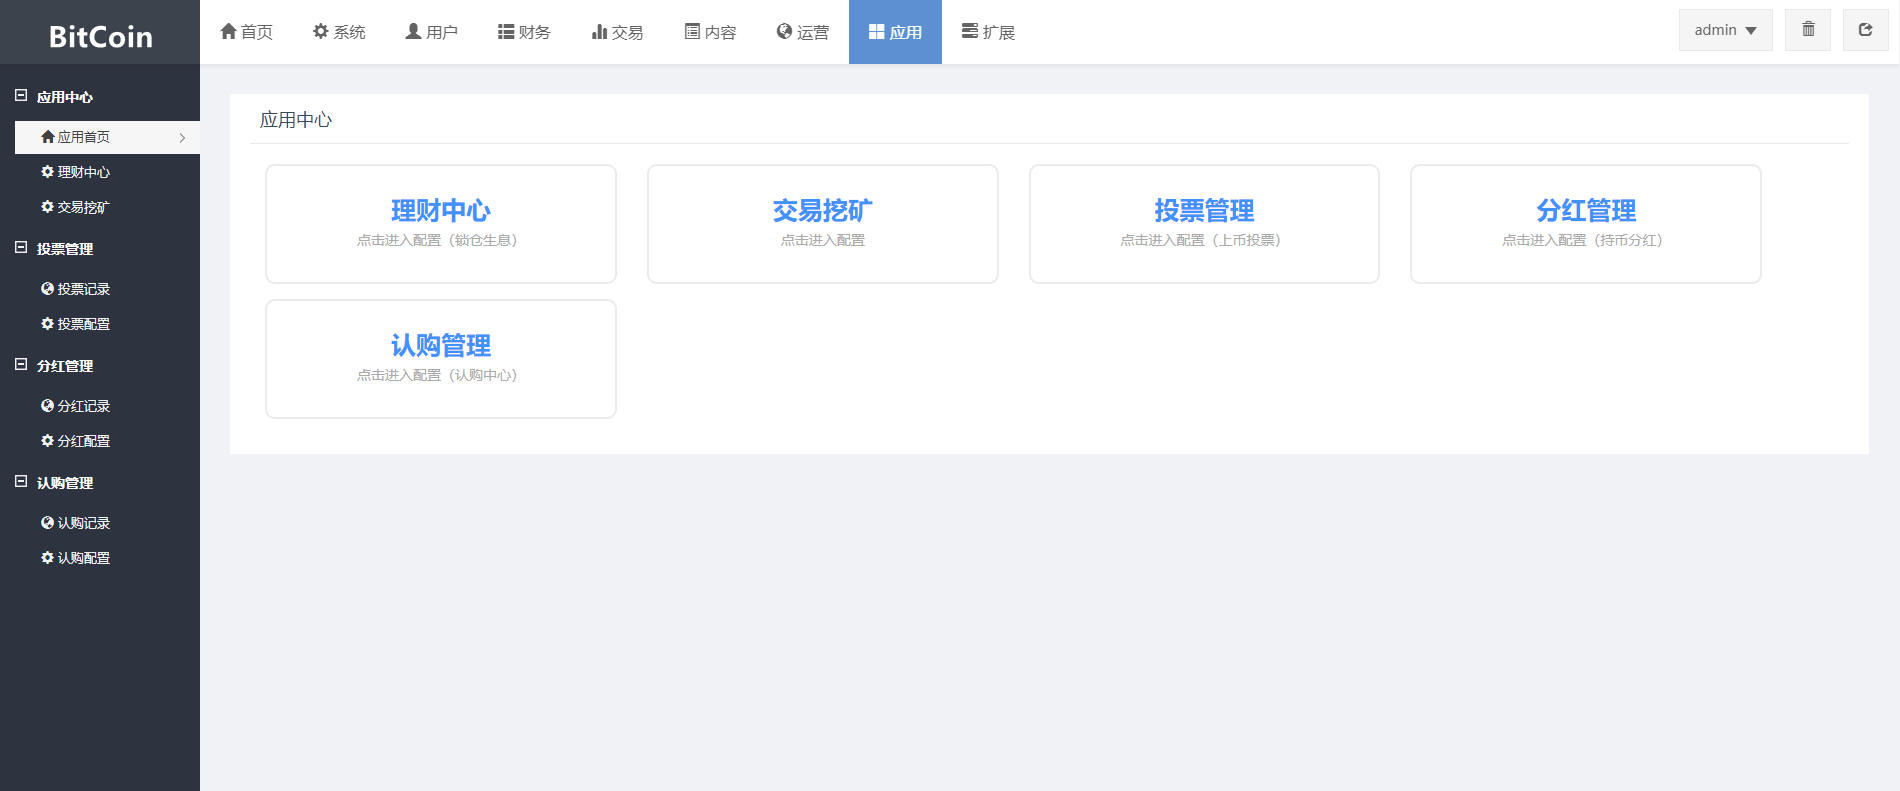 BitCoin
首页 系统 用户 财务 交易 内容 运营 应用 扩展
admin
应用中心
应用首页
理财中心
交易挖矿
投票管理
投票记录
投票配置
分红管理
分红记录
分红配置
认购管理
认购记录
认购配置
应用中心
理财中心
点击进入配置（锁仓生息）
交易挖矿
点击进入配置
投票管理
点击进入配置（上币投票）
分红管理
点击进入配置（持币分红）
认购管理
点击进入配置（认购中心）